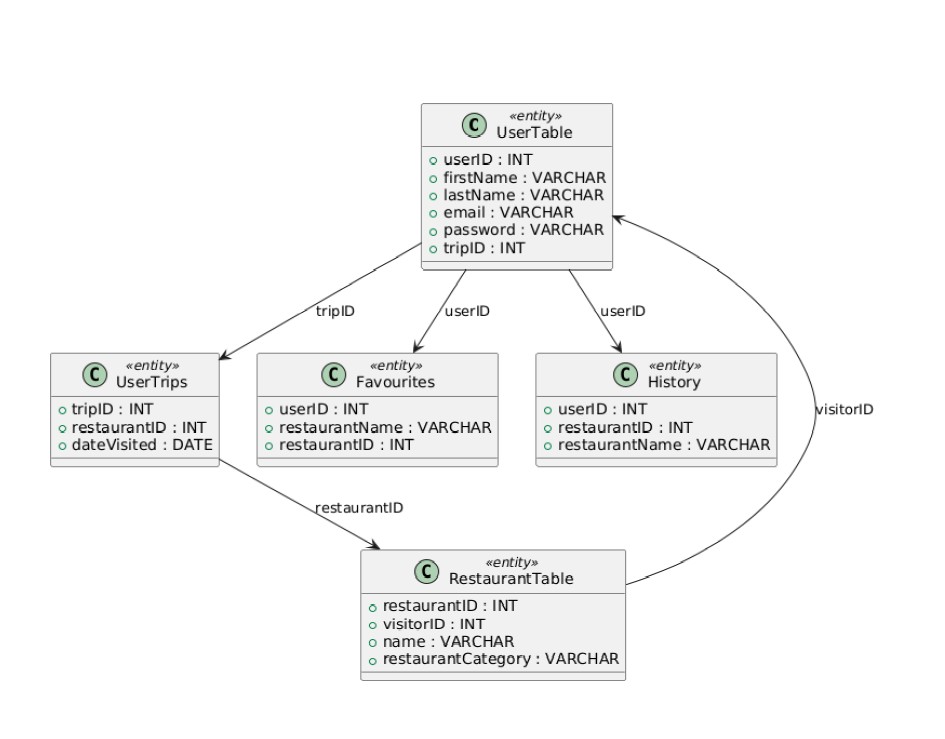 «entity»
C UserTable
userID : INT
firstName : VARCHAR
lastName : VARCHAR
email : VARCHAR
password : VARCHAR
tripID : INT
tripID
userID
userID
«entity»
C UserTrips
tripID : INT
restaurantID : INT
dateVisited : DATE
«entity»
C Favourites
userID : INT
restaurantName : VARCHAR
restaurantID : INT
«entity»
C History
userID : INT
restaurantID : INT
restaurantName : VARCHAR
visitorID
restaurantID
«entity»
C RestaurantTable
restaurantID : INT
visitorID : INT
name : VARCHAR
restaurantCategory : VARCHAR